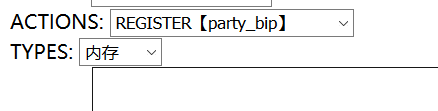 ACTIONS: REGISTER【party_bip】
TYPES: 内存